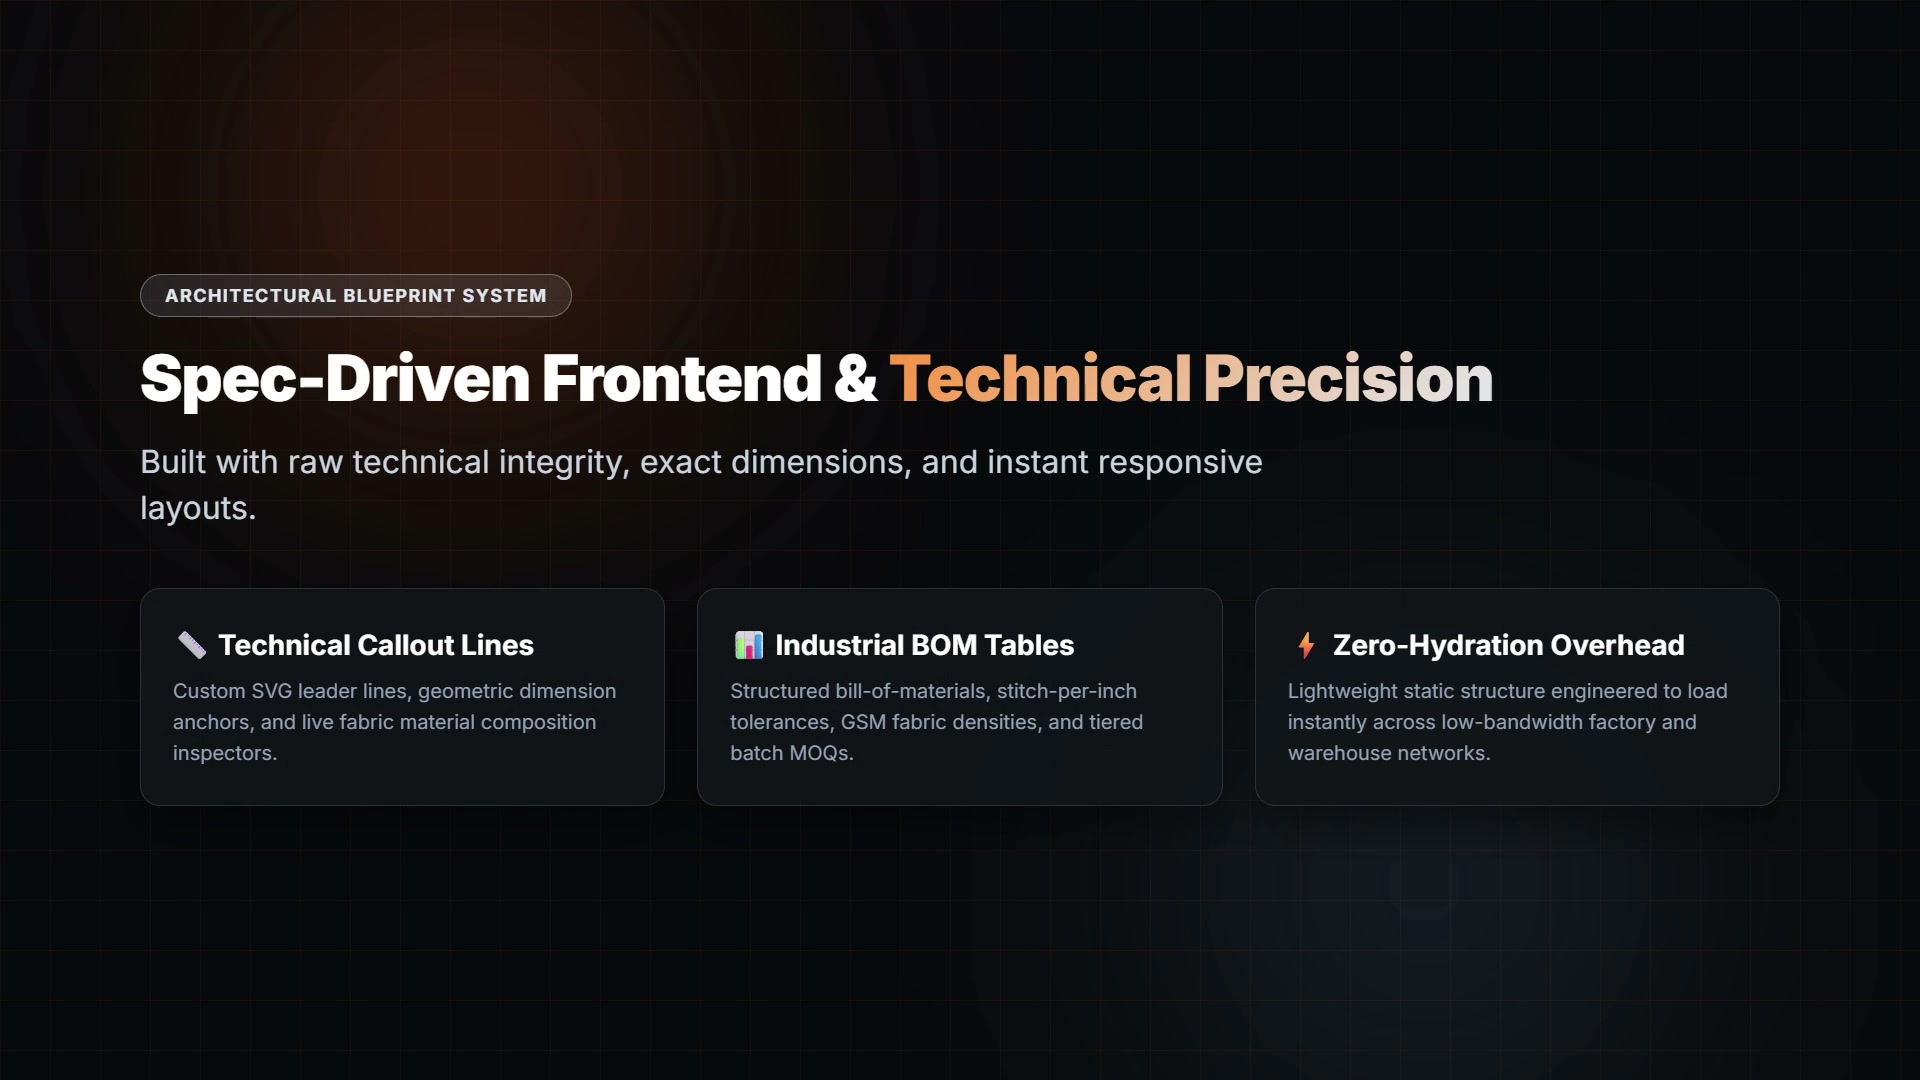 ARCHITECTURAL BLUEPRINT SYSTEM
Spec-Driven Frontend & Technical Precision
Built with raw technical integrity, exact dimensions, and instant responsive
layouts.
Technical Callout Lines
Custom SVG leader lines, geometric dimension
anchors, and live fabric material composition
inspectors.
Industrial BOM Tables
Structured bill-of-materials, stitch-per-inch
tolerances, GSM fabric densities, and tiered
batch MOQs.
Zero-Hydration Overhead
Lightweight static structure engineered to load
instantly across low-bandwidth factory and
warehouse networks.